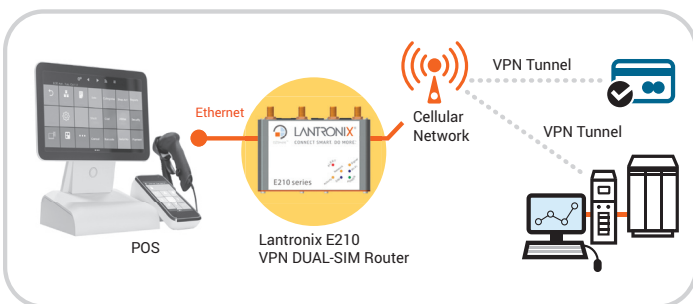 Ethernet
LANTRONIX
CONNECT SMART. DO MORE.
E210 series
POS
Lantronix E210
VPN DUAL-SIM Router
Cellular
Network
VPN Tunnel
VPN Tunnel